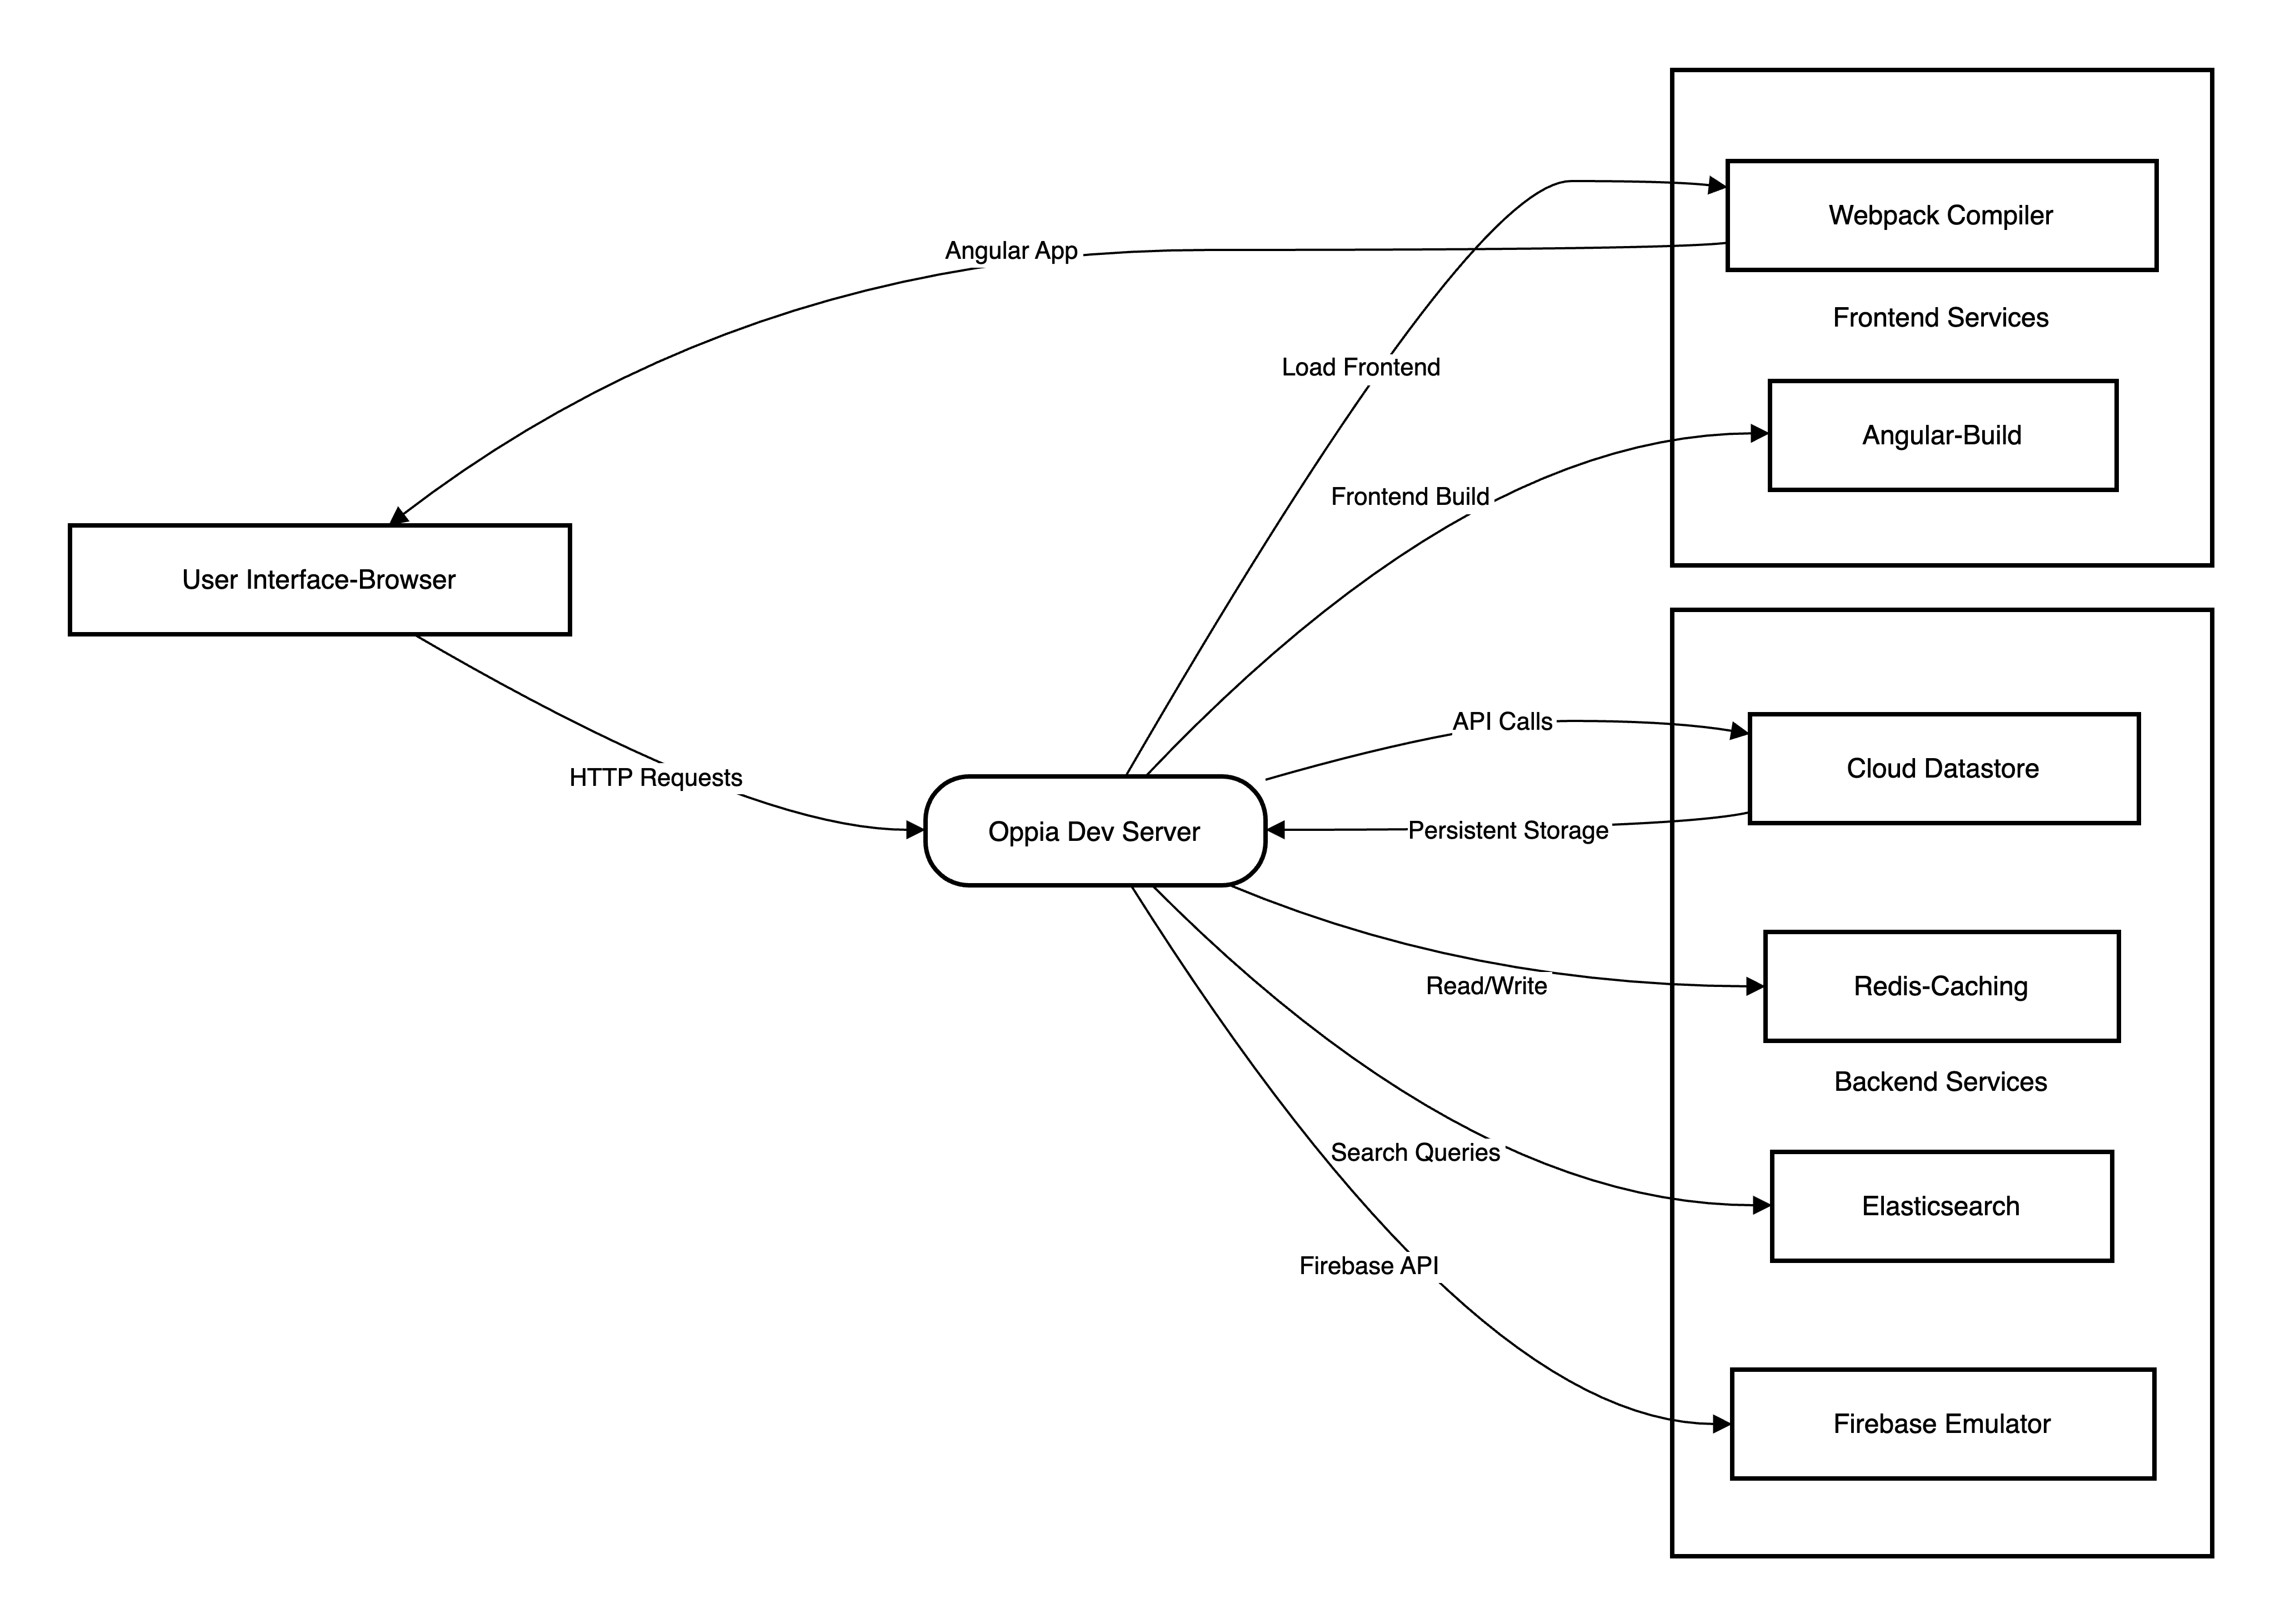 Webpack Compiler
Angular App
Frontend Services
Load Frontend
Angular-Build
Frontend Build
User Interface-Browser
API Calls
Cloud Datastore
HTTP Requests
Oppia Dev Server
Persistent Storage
Read/Write
Redis-Caching
Backend Services
Search Queries
Elasticsearch
Firebase API
Firebase Emulator